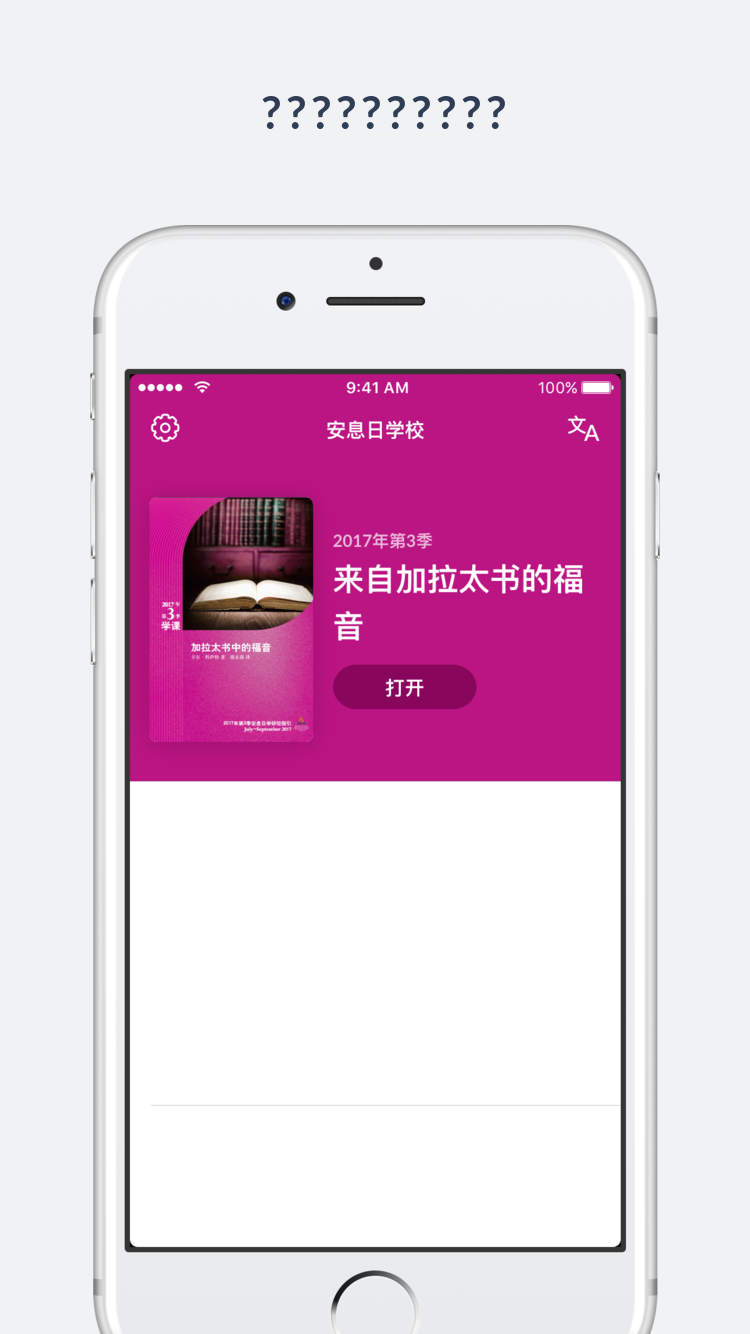 ??????????
9:41 AM
100%
安息日学校
2017年第3季
来自加拉太书的福
音
打开
2017年
第3季
学课
加拉太书中的福音
2017年第3季安息日学研经指引
July–September 2017